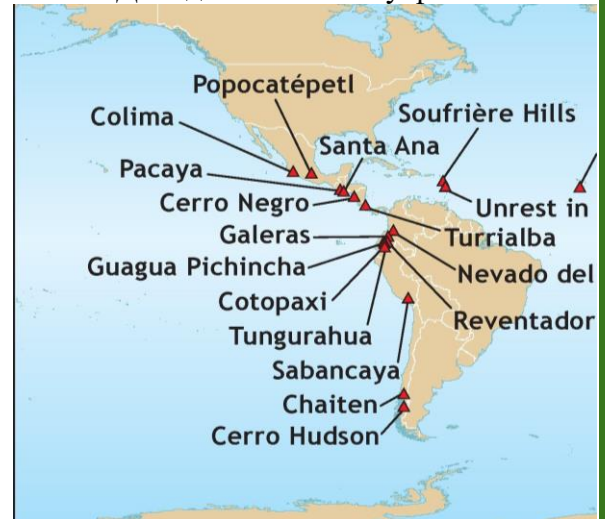 Popocatépetl
Colima
Soufrière Hills
Santa Ana
Pacaya
Cerro Negro
Unrest in
Galeras
Turrialba
Guagua Pichincha
Nevado del
Cotopaxi
Reventador
Tungurahua
Sabancaya
Chaiten
Cerro Hudson